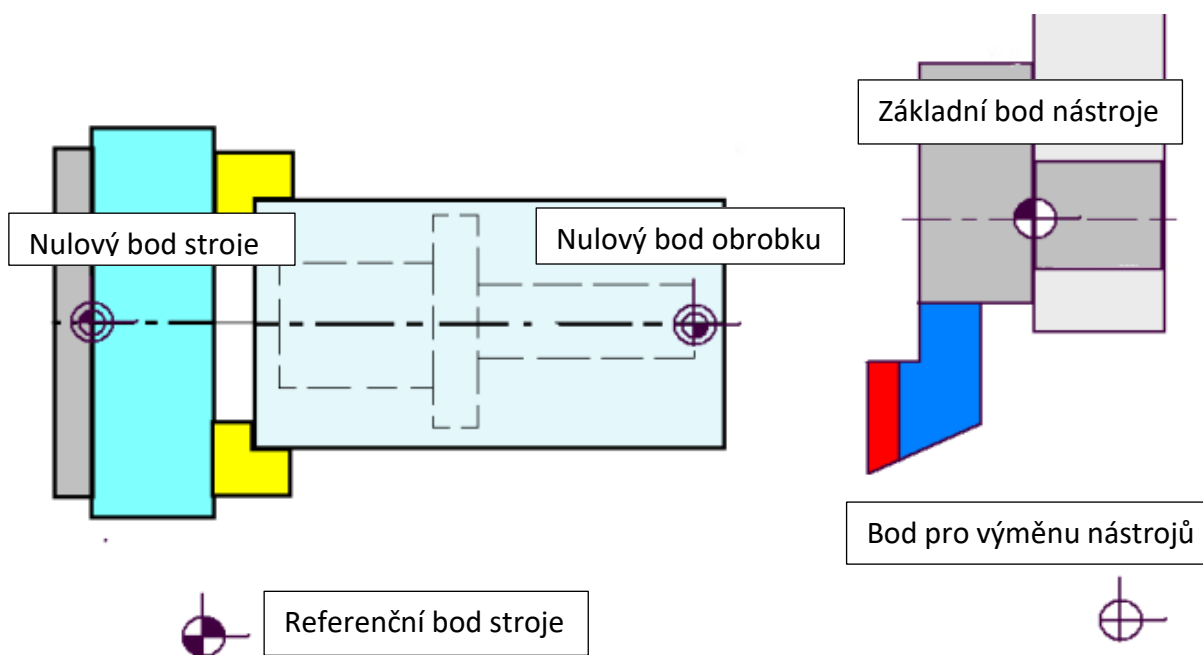 Základní bod nástroje
Nulový bod stroje
Nulový bod obrobku
Bod pro výměnu nástrojů
Referenční bod stroje